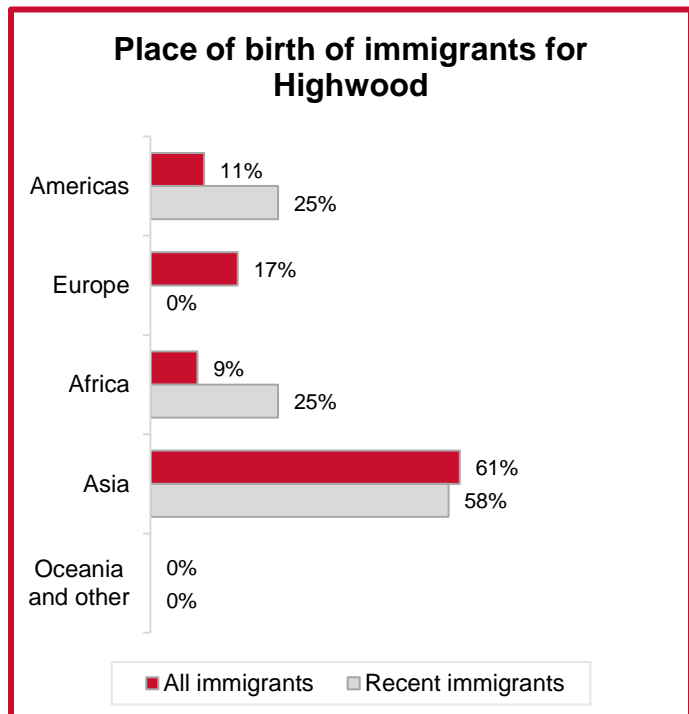 Place of birth of immigrants for
Highwood
Americas
11%
25%
Europe
17%
0%
Africa
9%
25%
Asia
61%
58%
Oceania
and other
0%
0%
All immigrants
Recent immigrants